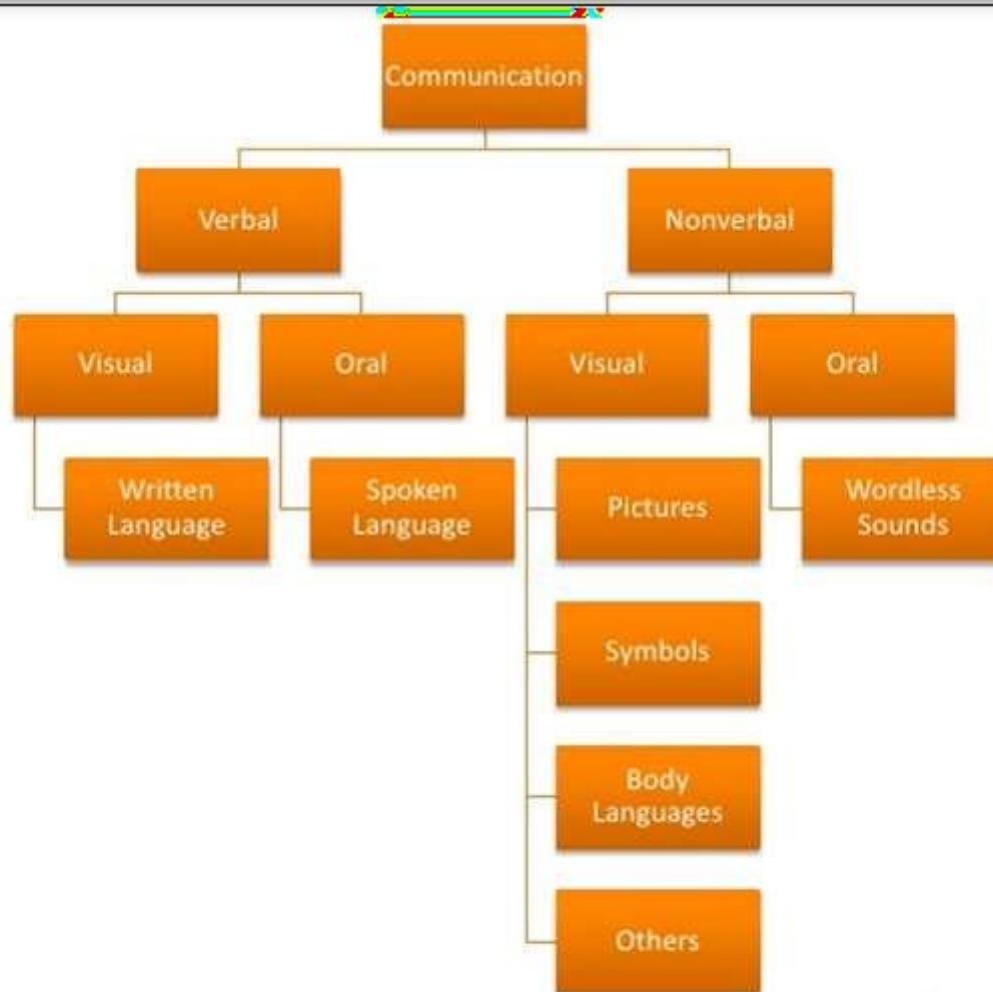 Communication
Verbal
Nonverbal
Visual
Oral
Visual
Oral
Written
Language
Spoken
Language
Pictures
Wordless
Sounds
Symbols
Body
Languages
Others